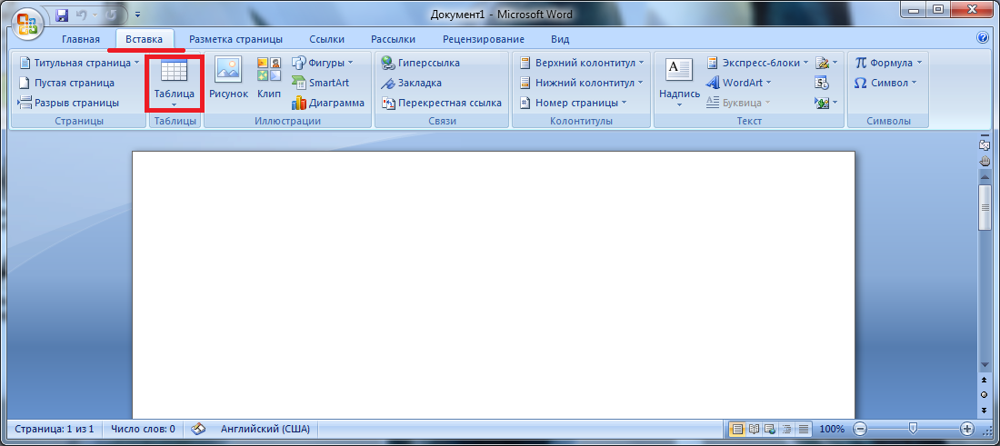 Документ1 - Microsoft Word
Главная Вставка Разметка страницы Ссылки Рассылки Рецензирование Вид
Титульная страница
Пустая страница
Разрыв страницы
Страницы
Таблица
Таблицы
Рисунок
Клип
Фигуры
SmartArt
Диаграмма
Иллюстрации
Гиперссылка
Закладка
Перекрестная ссылка
Связи
Верхний колонтитул
Нижний колонтитул
Номер страницы
Колонтитулы
Надпись
Экспресс-блоки
WordArt
Буквица
Текст
π Формула
Ω Символ
Символы
Страница: 1 из 1 Число слов: 0 Английский (США) 100%